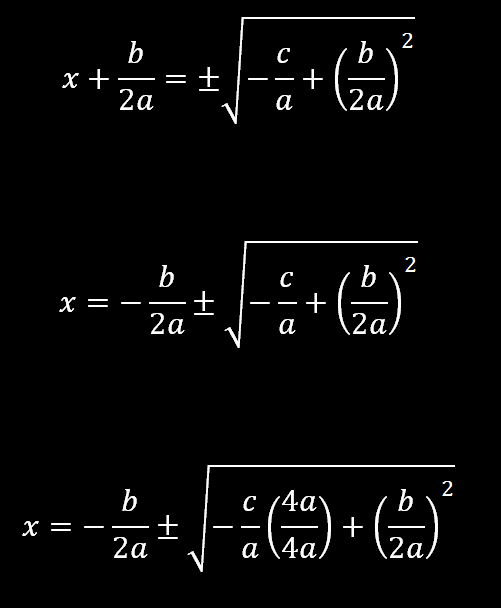 x + b/2a = ±√(−c/a + (b/2a)²)
x = −b/2a ± √(−c/a + (b/2a)²)
x = −b/2a ± √(−c/a (4a/4a) + (b/2a)²)